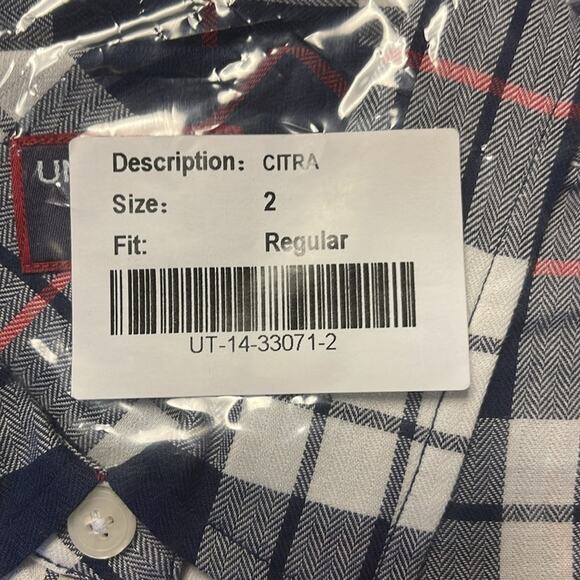 Description: CITRA
Size: 2
Fit: Regular
UT-14-33071-2